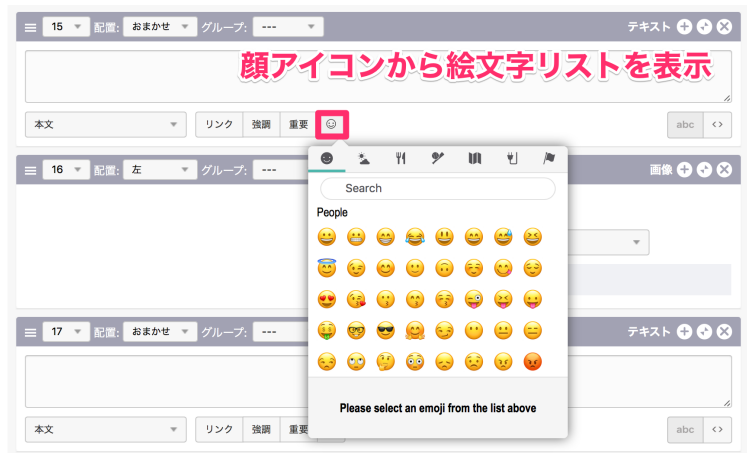 15 配置: おまかせ グループ: --- テキスト
顔アイコンから絵文字リストを表示
本文 リンク 強調 重要 abc <>
16 配置: 左 グループ: --- 画像
Search
People
17 配置: おまかせ グループ: --- テキスト
Please select an emoji from the list above
本文 リンク 強調 重要 abc <>